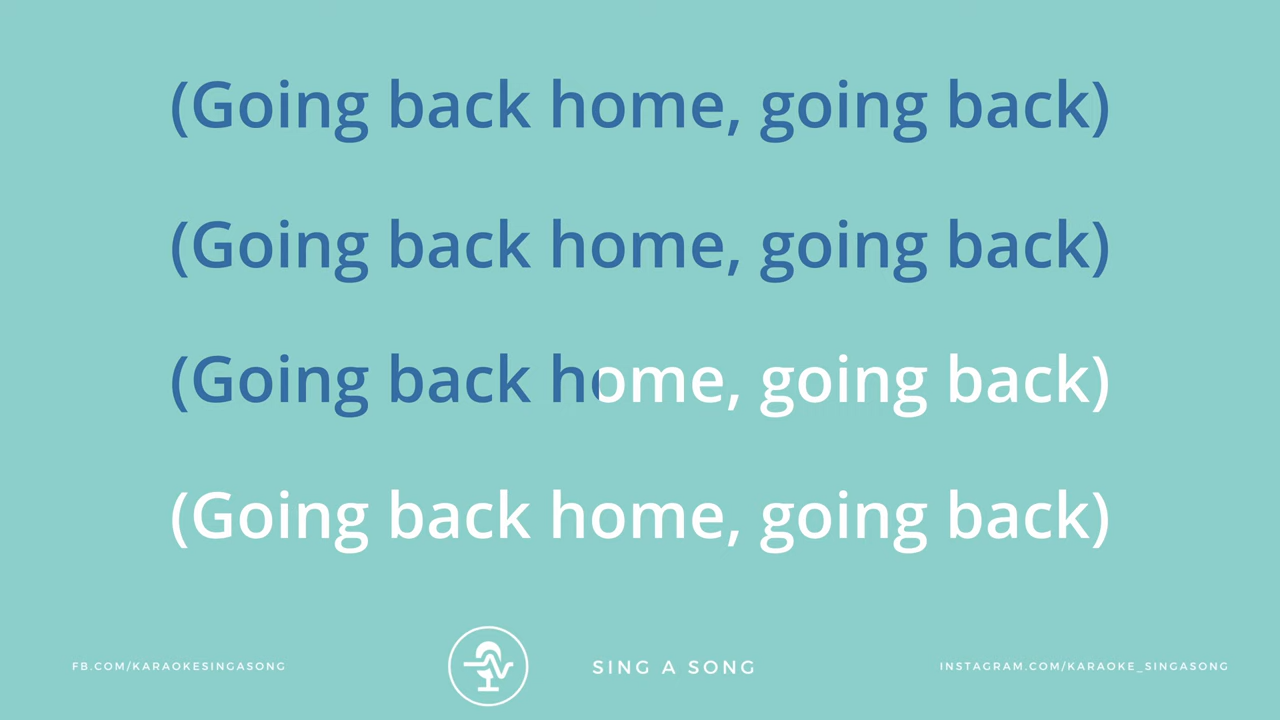 (Going back home, going back)
(Going back home, going back)
(Going back home, going back)
(Going back home, going back)
FB.COM/KARAOKESINGASONG
SING A SONG
INSTAGRAM.COM/KARAOKE_SINGASONG